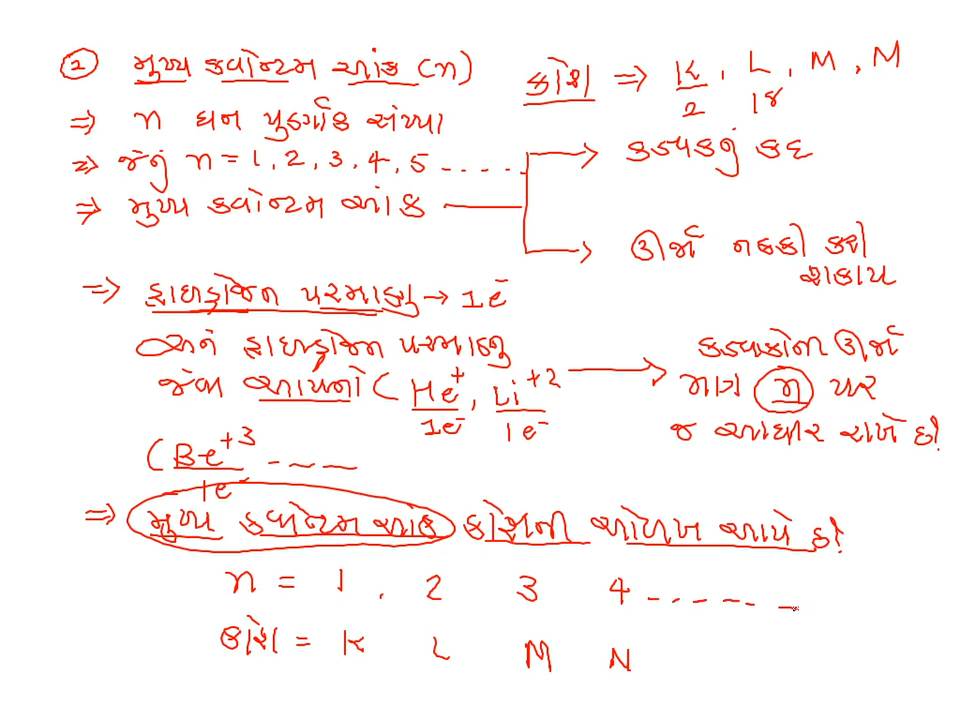 ① મુખ્ય ક્વોન્ટમ આંક (n)
કોશ ⇒ K, L, M, M
2 18
⇒ n ધન પુર્ણાંક સંખ્યા
⇒ જેનું n = 1, 2, 3, 4, 5 -.-.-..
→ કક્ષકનું કદ
⇒ મુખ્ય ક્વોન્ટમ આંક
→ ઊર્જા નક્કી કરી
શકાય
⇒ હાઇડ્રોજન પરમાણુ → 1e⁻
અને હાઇડ્રોજન પરમાણુ
જેવા આયનો (He⁺, Li⁺²
1e⁻ 1e⁻
→ કક્ષકોની ઊર્જા
માત્ર n પર
જ આધાર રાખે છે.
(Be⁺³ ----
1e⁻
⇒ મુખ્ય ક્વોન્ટમ આંક કોશની ઓળખ આપે છે.
n = 1, 2 3 4 -.-.-.. -
કોશ = K L M N